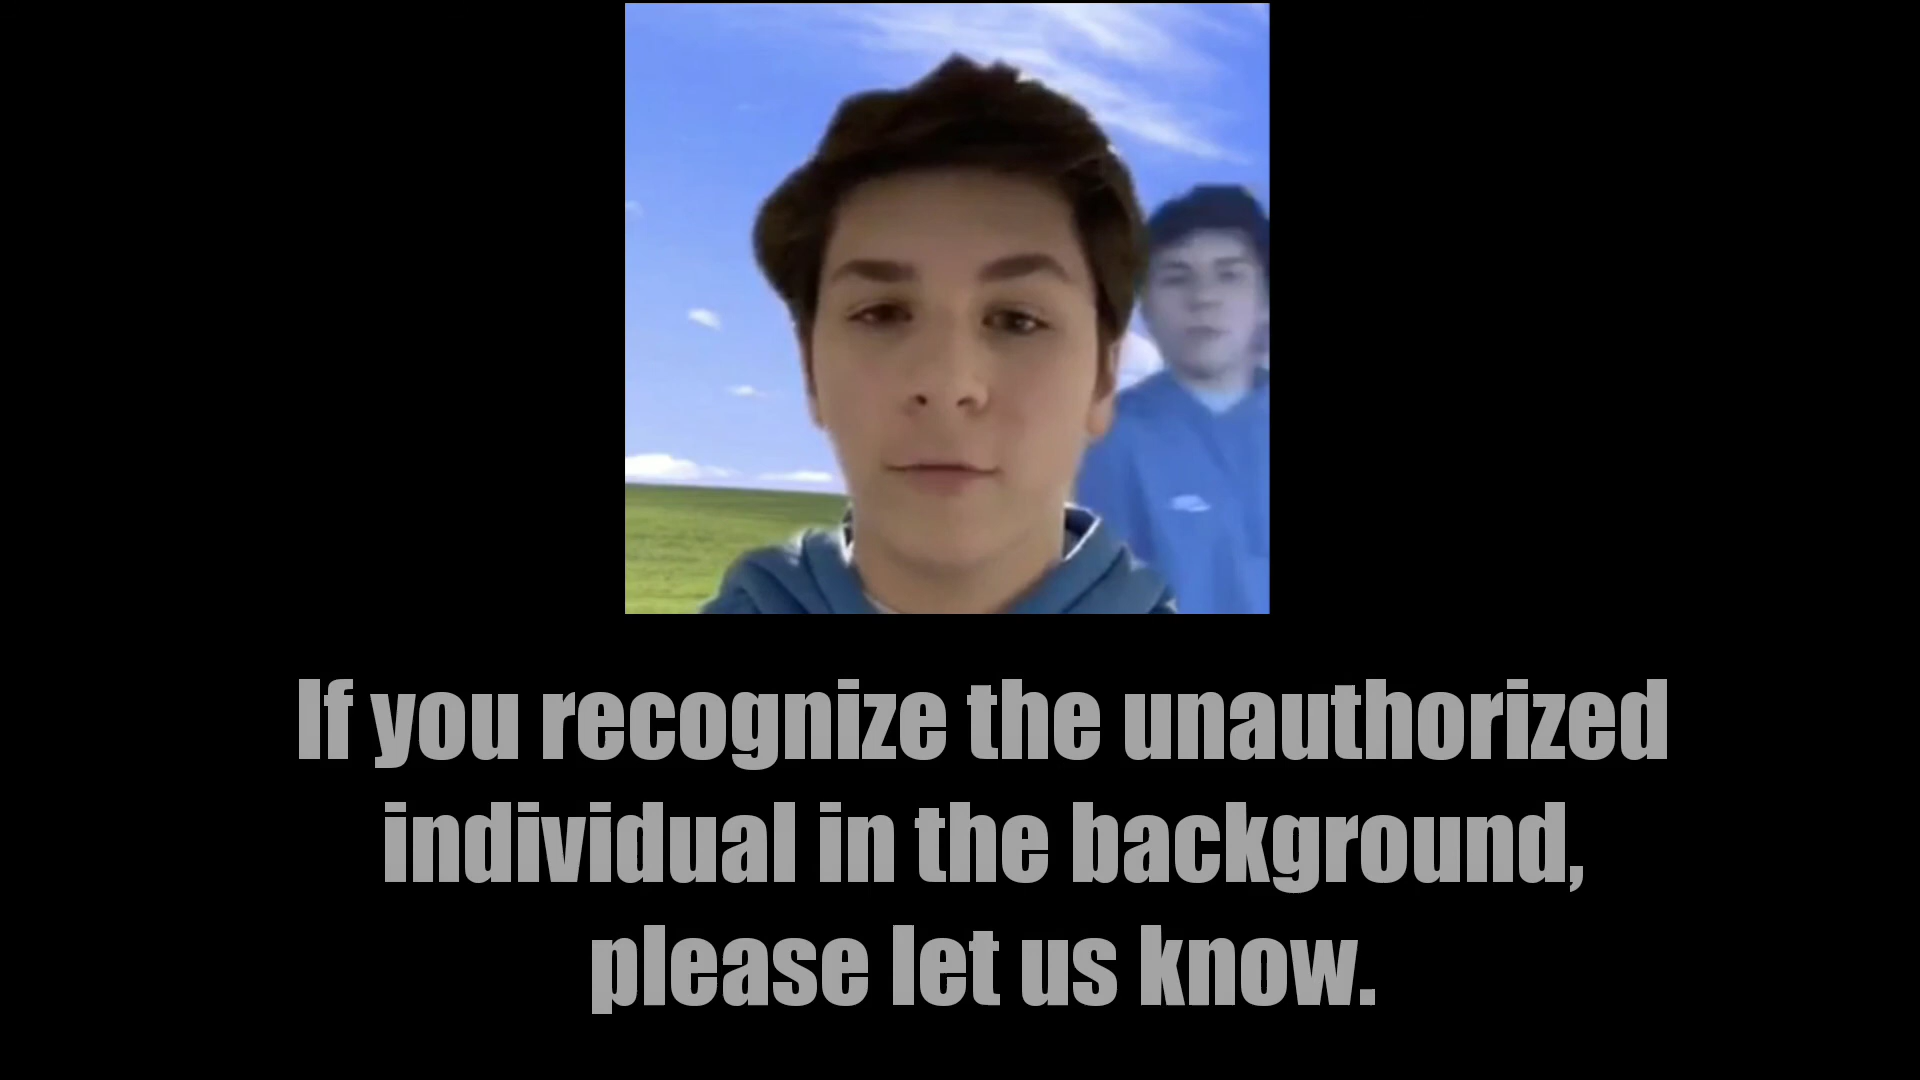 If you recognize the unauthorized
individual in the background,
please let us know.